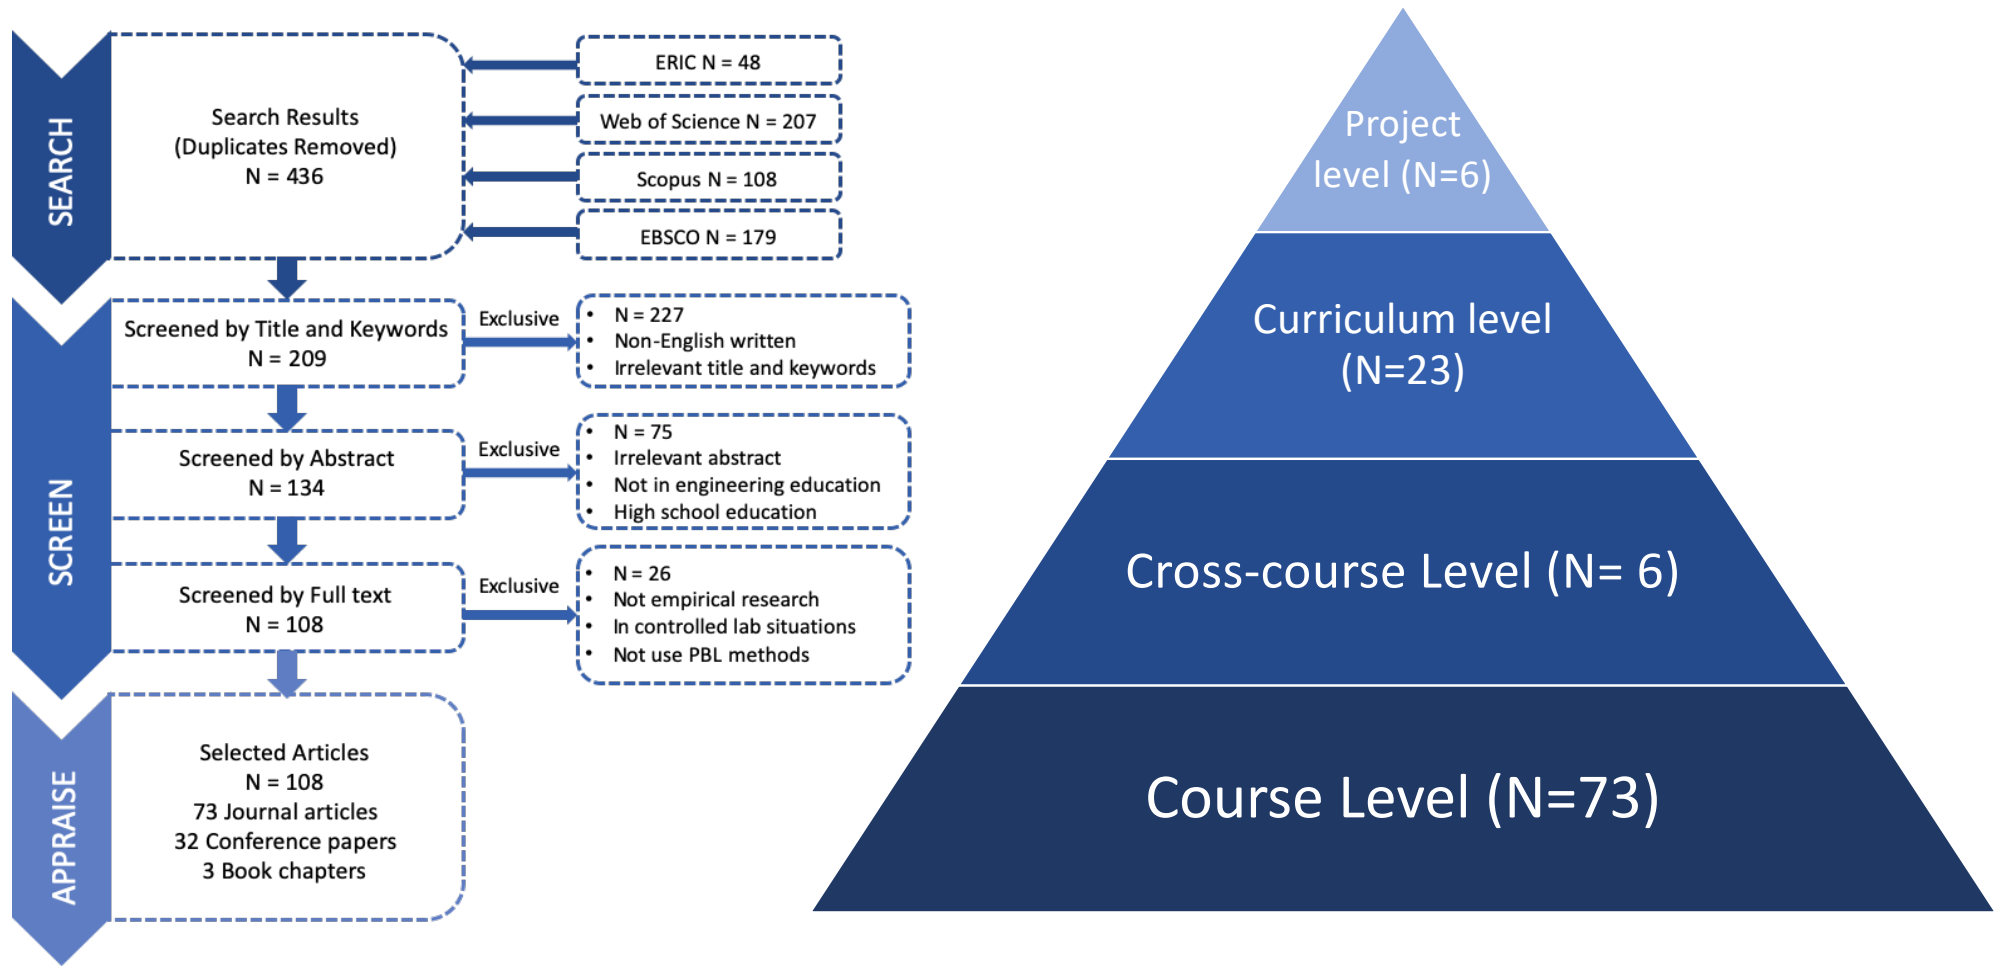 SEARCH
Search Results
(Duplicates Removed)
N = 436
ERIC N = 48
Web of Science N = 207
Scopus N = 108
EBSCO N = 179
SCREEN
Screened by Title and Keywords
N = 209
Exclusive
• N = 227
• Non-English written
• Irrelevant title and keywords
Screened by Abstract
N = 134
Exclusive
• N = 75
• Irrelevant abstract
• Not in engineering education
• High school education
Screened by Full text
N = 108
Exclusive
• N = 26
• Not empirical research
• In controlled lab situations
• Not use PBL methods
APPRAISE
Selected Articles
N = 108
73 Journal articles
32 Conference papers
3 Book chapters
Project
level (N=6)
Curriculum level
(N=23)
Cross-course Level (N= 6)
Course Level (N=73)